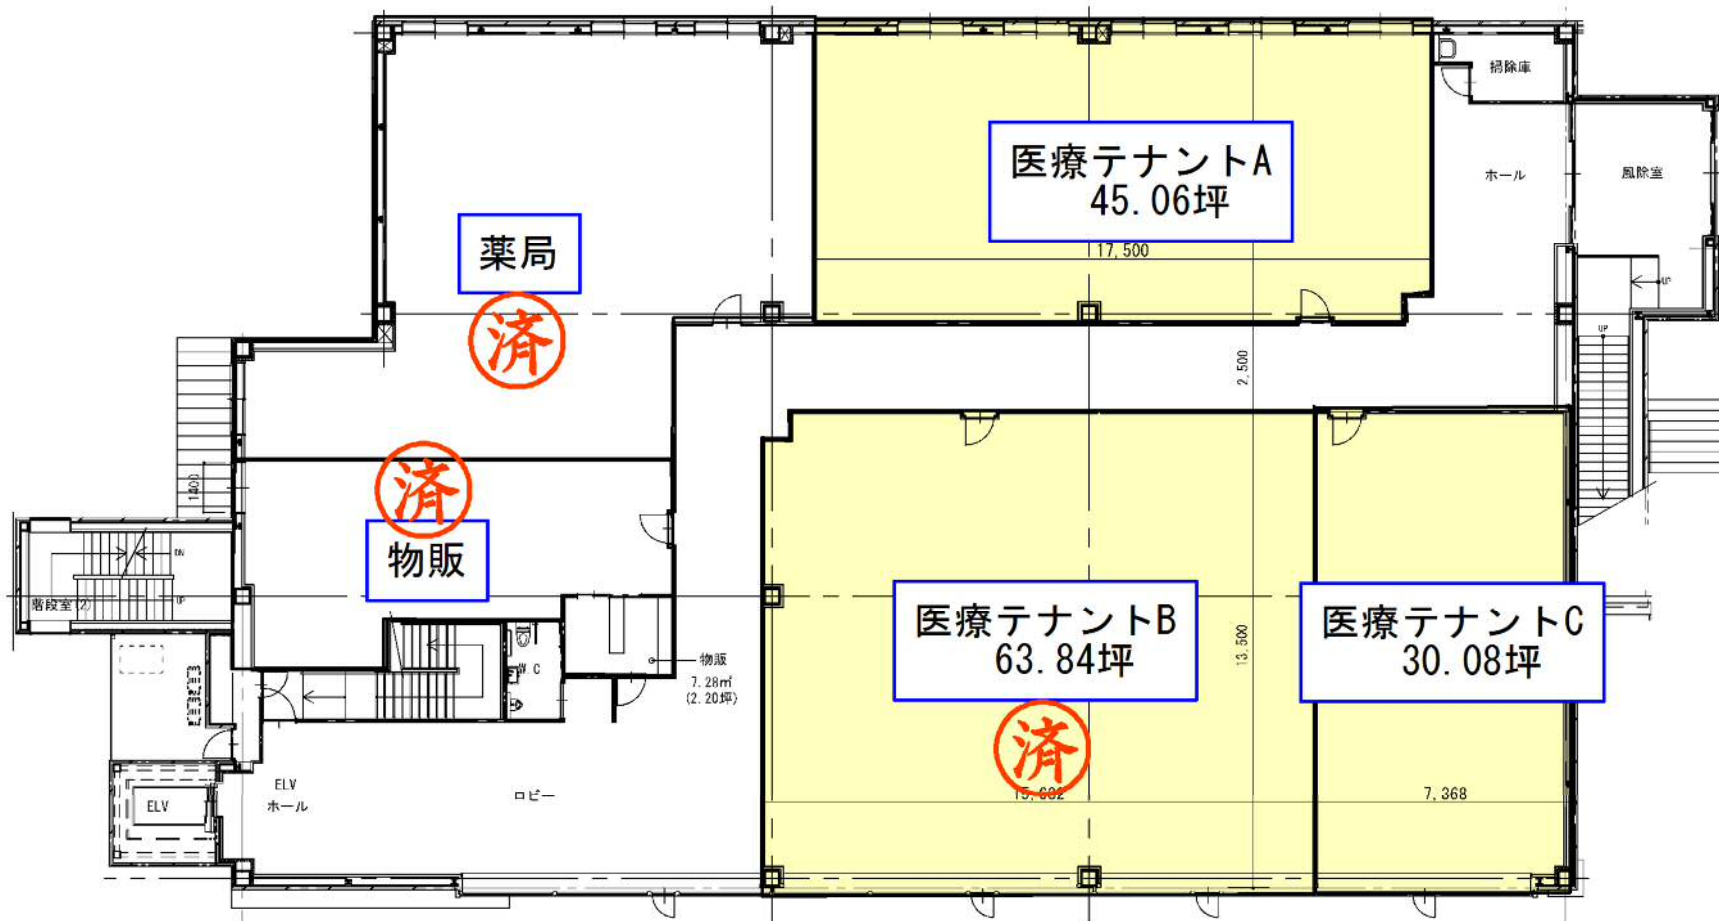 掃除庫
医療テナントA
45.06坪
ホール
風除室
薬局
17,500
UP
済
UP
2,500
済
1400
物販
DN
UP
階段室(2)
医療テナントB
63.84坪
医療テナントC
30.08坪
13,500
W.C
物販
7.28㎡
(2.20坪)
済
ELV
ホール
ELV
ロビー
7,368